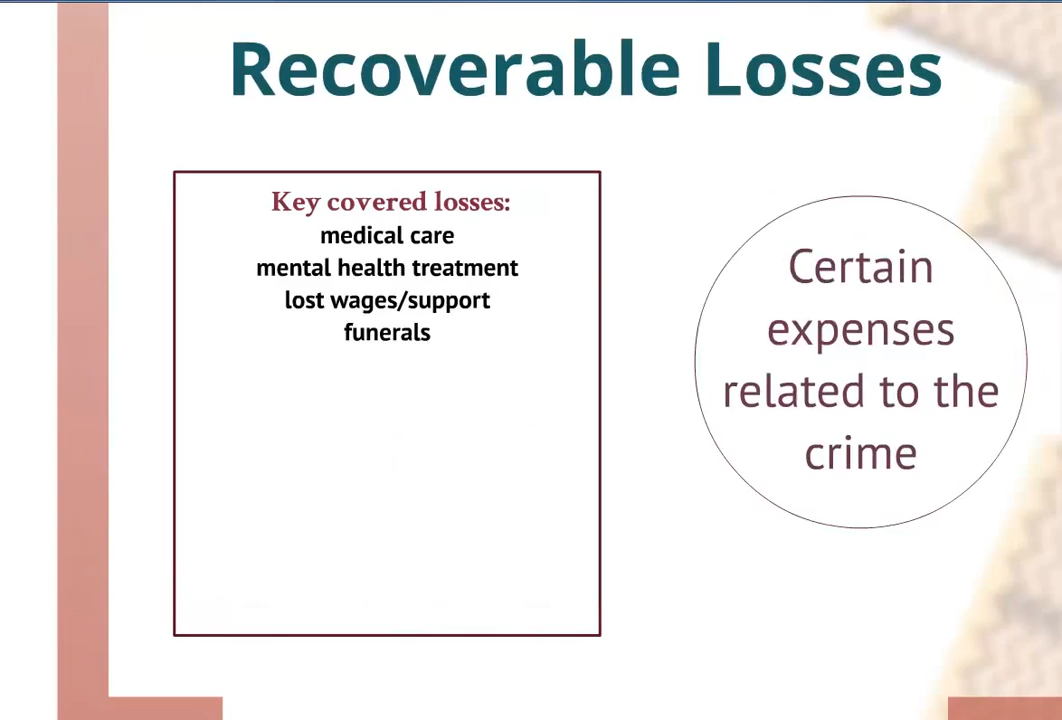 Recoverable Losses
Key covered losses:
medical care
mental health treatment
lost wages/support
funerals
Certain
expenses
related to the
crime